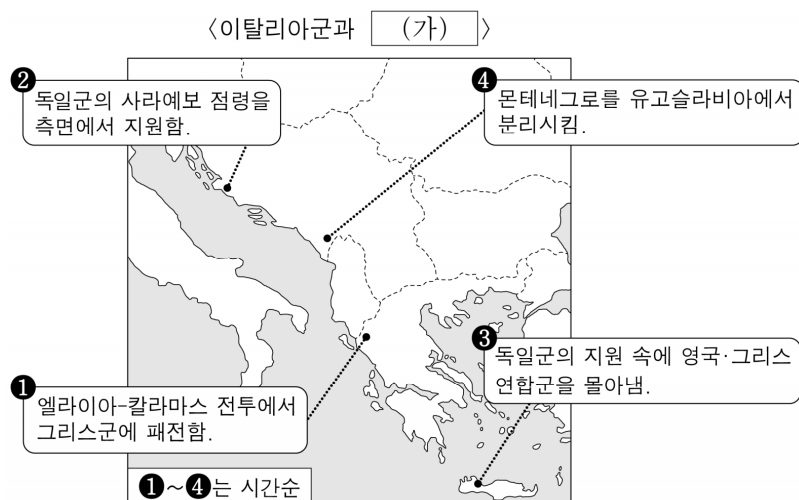 〈이탈리아군과 (가) 〉
❷
독일군의 사라예보 점령을
측면에서 지원함.
❹
몬테네그로를 유고슬라비아에서
분리시킴.
❸
독일군의 지원 속에 영국·그리스
연합군을 몰아냄.
❶
엘라이아-칼라마스 전투에서
그리스군에 패전함.
❶~❹는 시간순